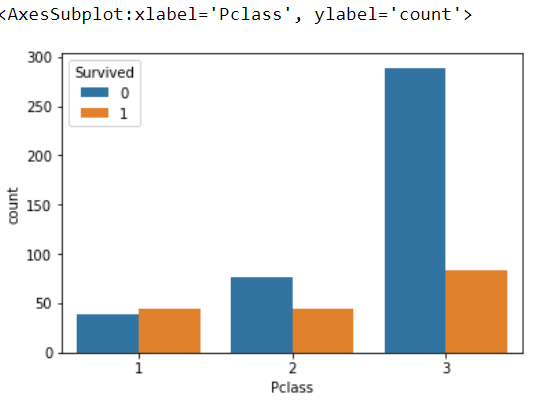 <AxesSubplot:xlabel='Pclass', ylabel='count'>
300
250
200
150
100
50
0
count
Survived
0
1
1 2 3
Pclass